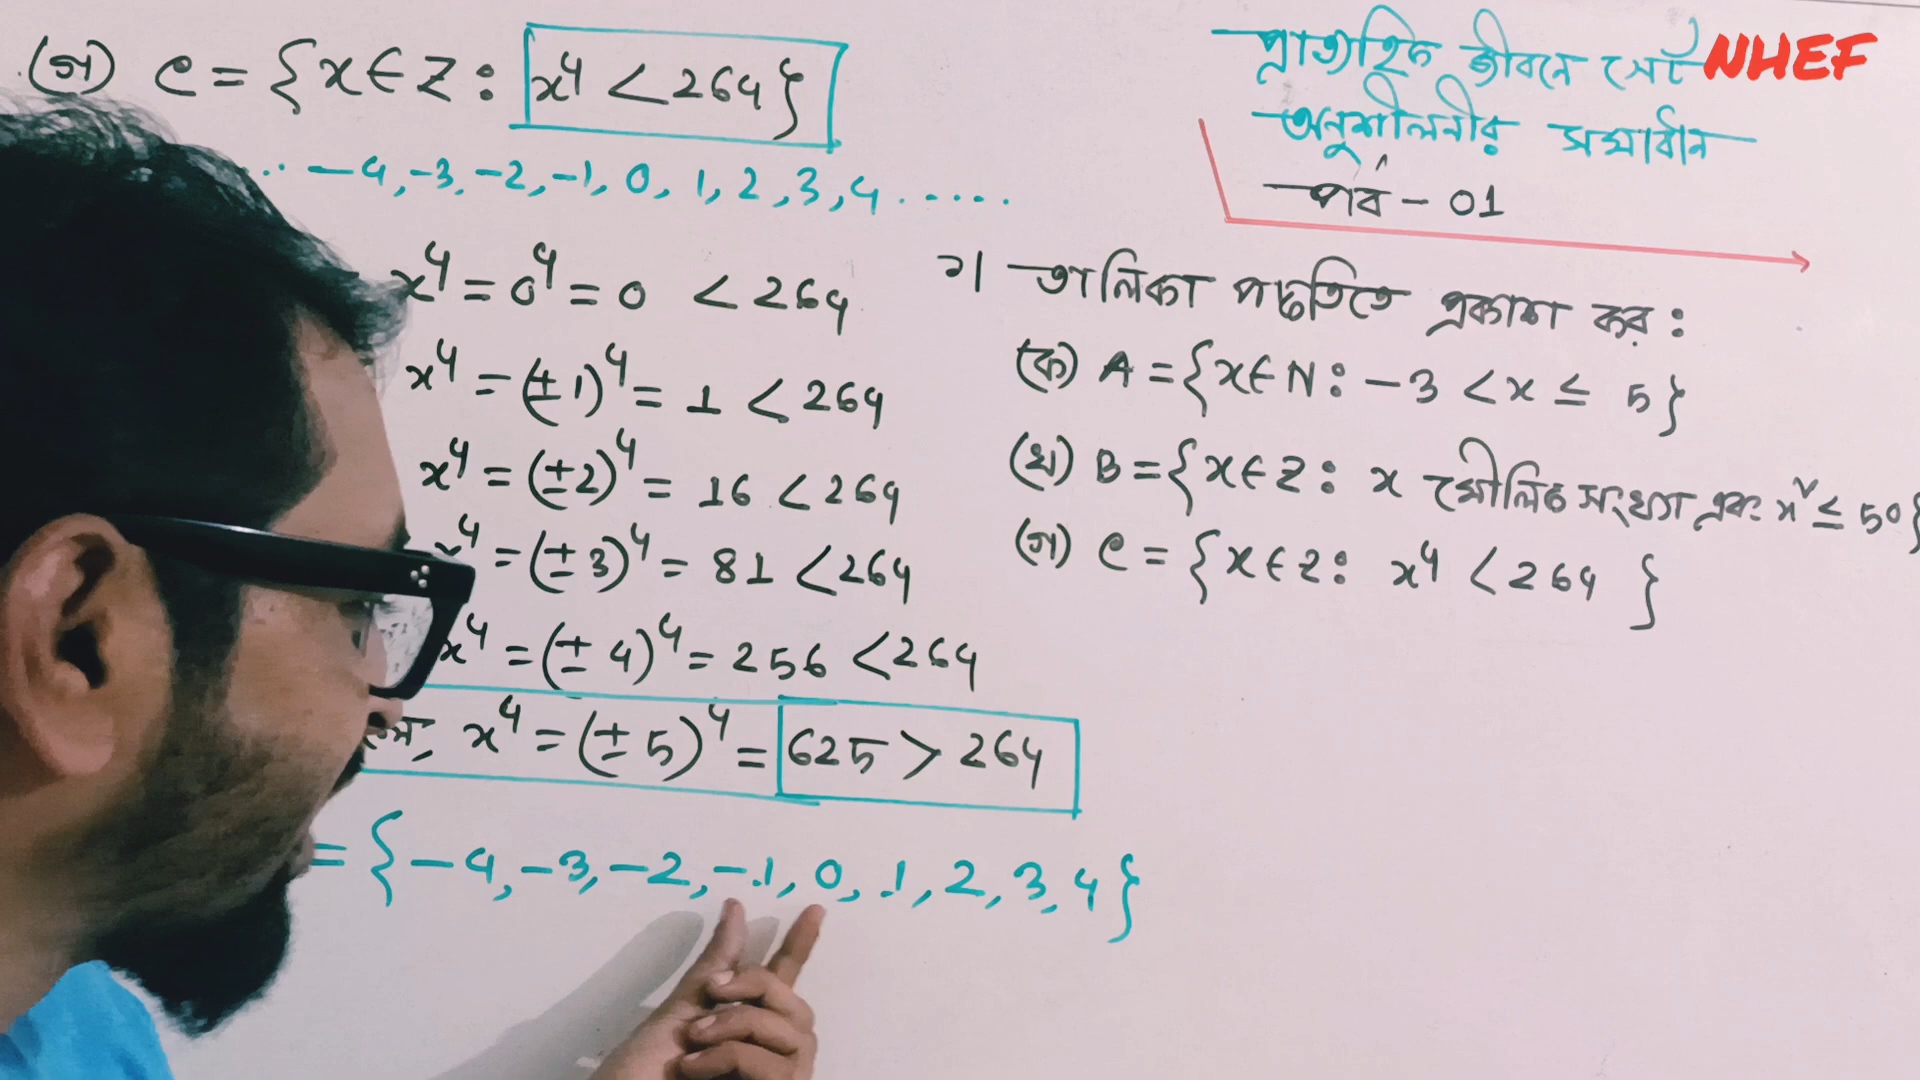 (গ) C = {x ∈ Z : x⁴ < 264}
.. -4, -3, -2, -1, 0, 1, 2, 3, 4 .....
x⁴ = 0⁴ = 0 < 264
x⁴ = (±1)⁴ = 1 < 264
x⁴ = (±2)⁴ = 16 < 264
x⁴ = (±3)⁴ = 81 < 264
x⁴ = (±4)⁴ = 256 < 264
x⁴ = (±5)⁴ = 625 > 264
= {-4, -3, -2, -1, 0, 1, 2, 3, 4}
প্রাত্যহিক জীবনে সেট
NHEF
অনুশীলনীর সমাধান
পর্ব - 01
১। তালিকা পদ্ধতিতে প্রকাশ কর :
(ক) A = {x ∈ N : -3 < x ≤ 5}
(খ) B = {x ∈ Z : x মৌলিক সংখ্যা এবং x² ≤ 50}
(গ) C = {x ∈ Z : x⁴ < 264 }